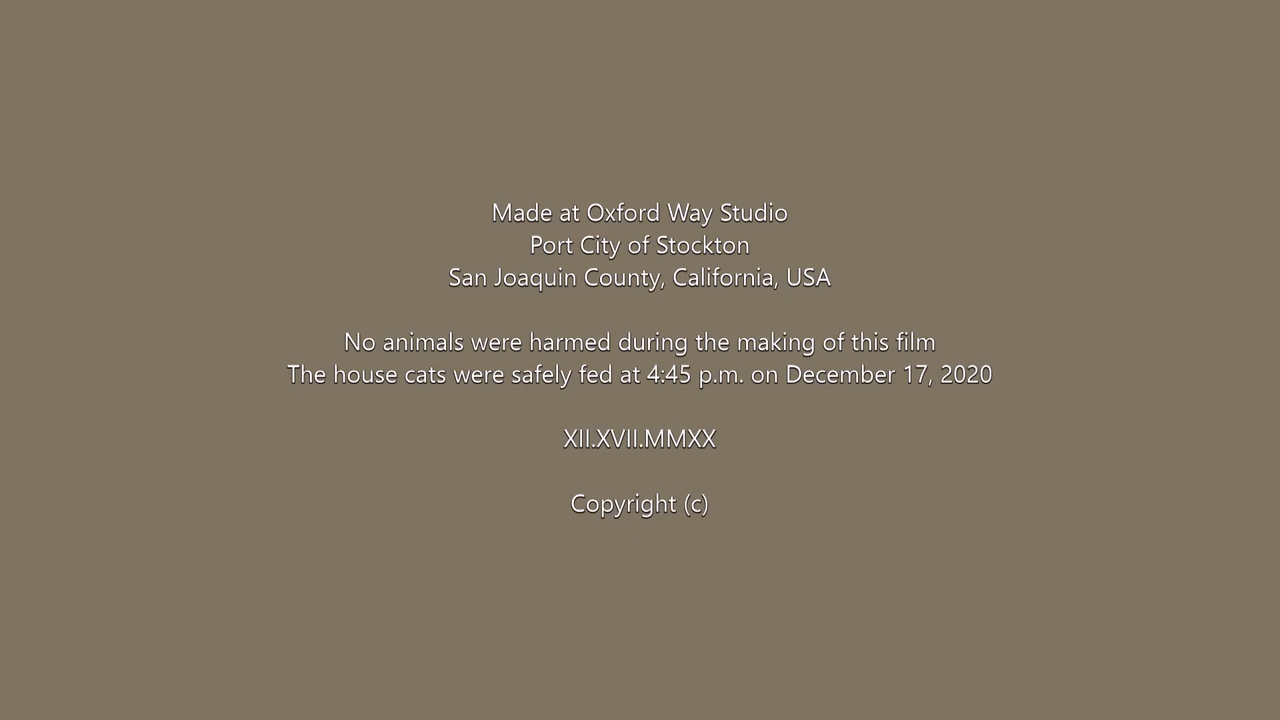 Made at Oxford Way Studio
Port City of Stockton
San Joaquin County, California, USA
No animals were harmed during the making of this film
The house cats were safely fed at 4:45 p.m. on December 17, 2020
XII.XVII.MMXX
Copyright (c)